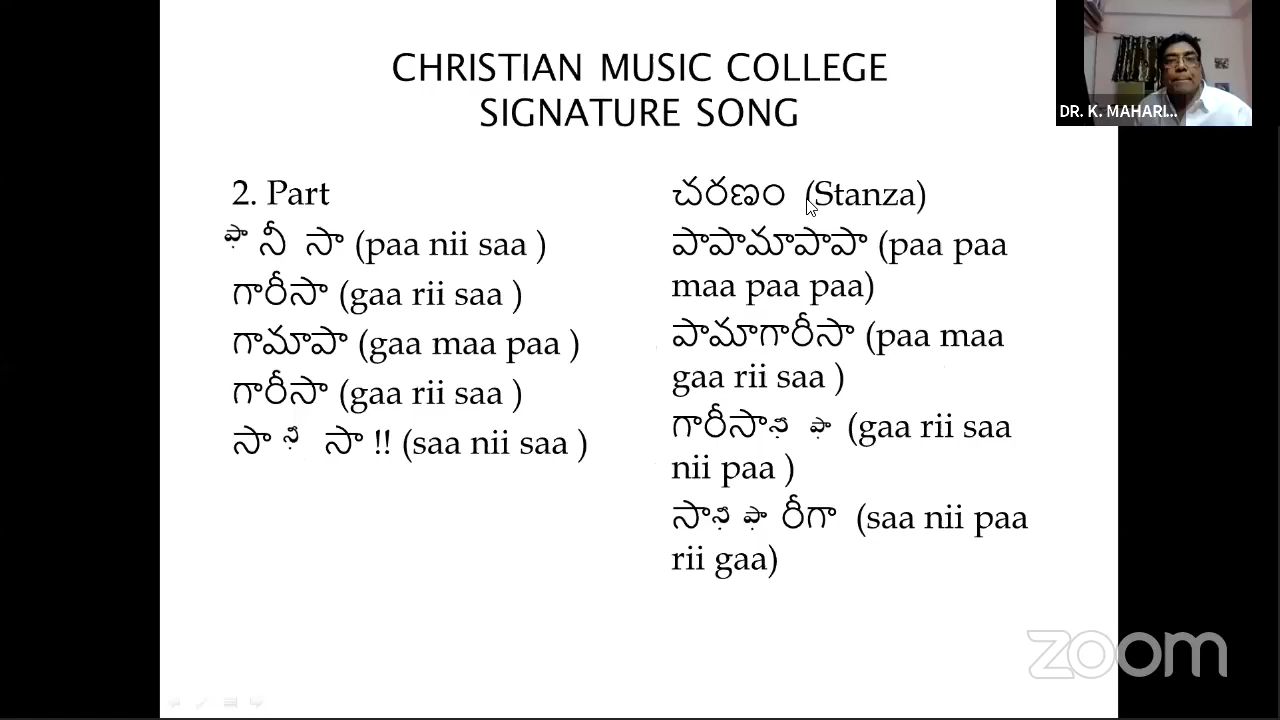 CHRISTIAN MUSIC COLLEGE
SIGNATURE SONG
DR. K. MAHARI...
2. Part
పా నీ సా (paa nii saa )
గారీసా (gaa rii saa )
గామాపా (gaa maa paa )
గారీసా (gaa rii saa )
సా ని సా !! (saa nii saa )
చరణం (Stanza)
పాపామాపాపా (paa paa
maa paa paa)
పామాగారీసా (paa maa
gaa rii saa )
గారీసాని పా (gaa rii saa
nii paa )
సాని పా రీగా (saa nii paa
rii gaa)
zoom